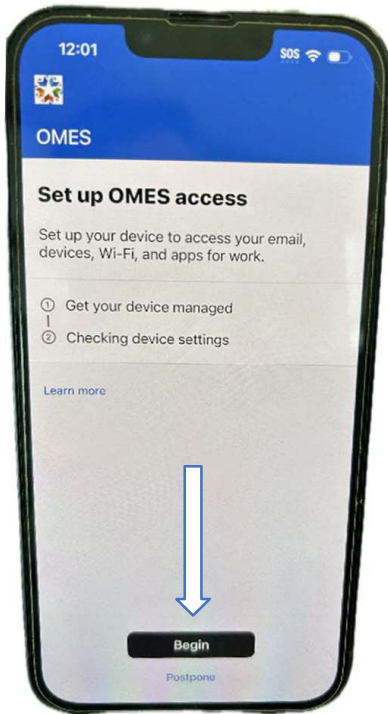 12:01 SOS
OMES
Set up OMES access
Set up your device to access your email,
devices, Wi-Fi, and apps for work.
1 Get your device managed
2 Checking device settings
Learn more
Begin
Postpone